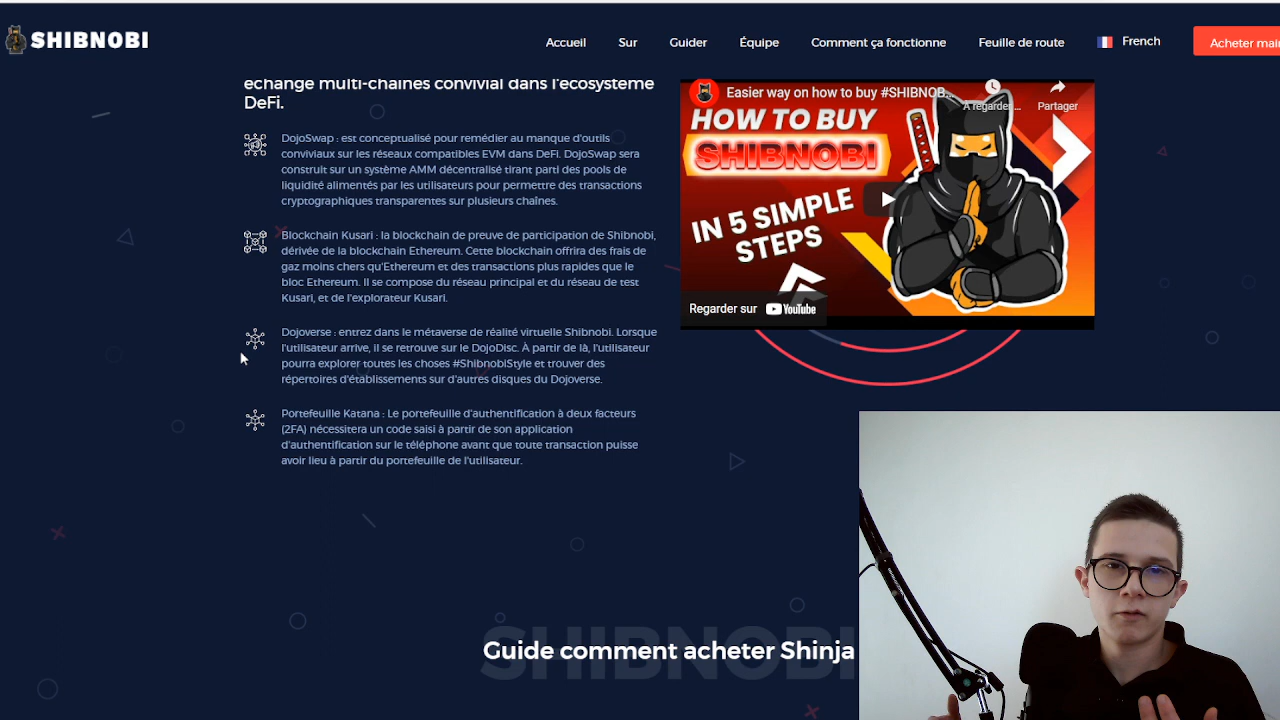 SHIBNOBI
Accueil
Sur
Guider
Équipe
Comment ça fonctionne
Feuille de route
French
Acheter main
échange multi-chaînes convivial dans l'écosystème
DeFi.
DojoSwap : est conceptualisé pour remédier au manque d'outils
conviviaux sur les réseaux compatibles EVM dans DeFi. DojoSwap sera
construit sur un système AMM décentralisé tirant parti des pools de
liquidité alimentés par les utilisateurs pour permettre des transactions
cryptographiques transparentes sur plusieurs chaînes.
Blockchain Kusari : la blockchain de preuve de participation de Shibnobi,
dérivée de la blockchain Ethereum. Cette blockchain offrira des frais de
gaz moins chers qu'Ethereum et des transactions plus rapides que le
bloc Ethereum. Il se compose du réseau principal et du réseau de test
Kusari, et de l'explorateur Kusari.
Dojoverse : entrez dans le métaverse de réalité virtuelle Shibnobi. Lorsque
l'utilisateur arrive, il se retrouve sur le DojoDisc. À partir de là, l'utilisateur
pourra explorer toutes les choses #ShibnobiStyle et trouver des
répertoires d'établissements sur d'autres disques du Dojoverse.
Portefeuille Katana : Le portefeuille d'authentification à deux facteurs
(2FA) nécessitera un code saisi à partir de son application
d'authentification sur le téléphone avant que toute transaction puisse
avoir lieu à partir du portefeuille de l'utilisateur.
Easier way on how to buy #SHIBNOB...
À regarder ...
Partager
HOW TO BUY
SHIBNOBI
IN 5 SIMPLE
STEPS
Regarder sur YouTube
SHIBNOBI
Guide comment acheter Shinja